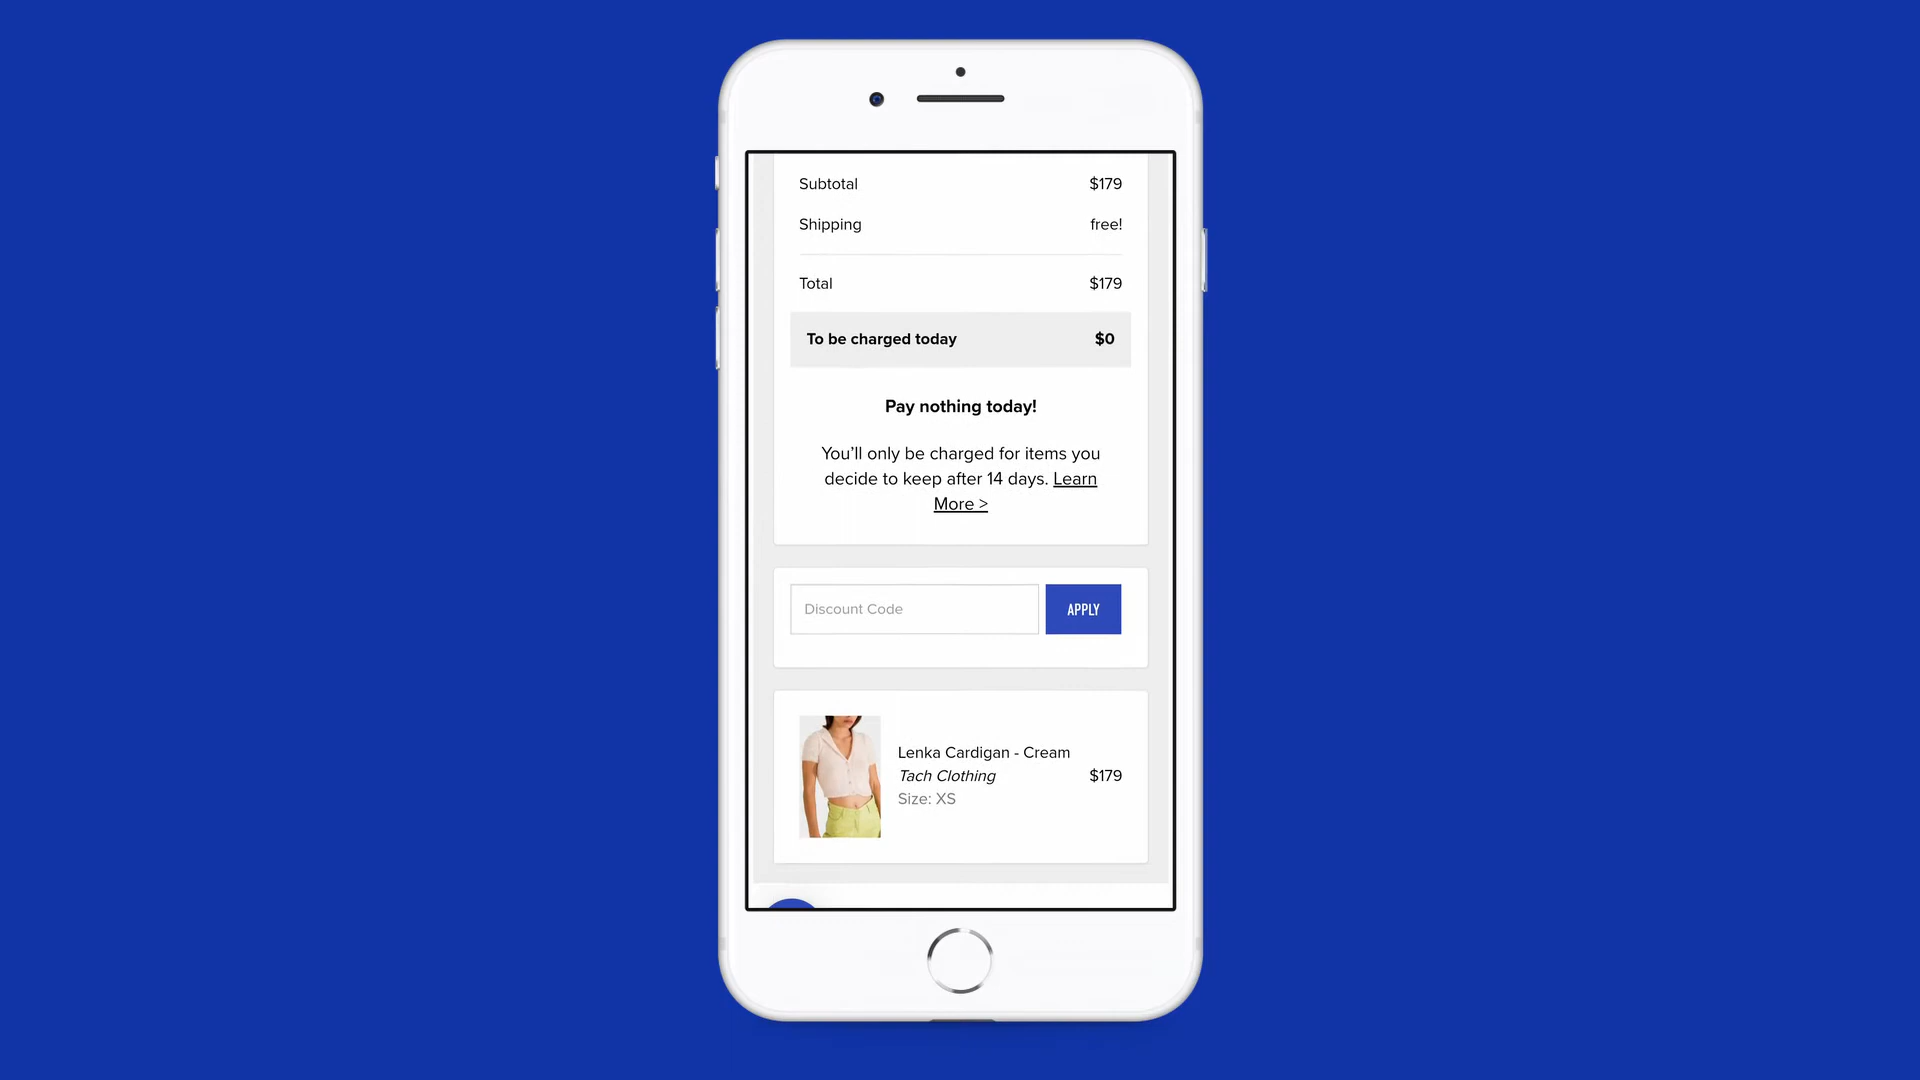 Subtotal $179
Shipping free!
Total $179
To be charged today $0
Pay nothing today!
You’ll only be charged for items you
decide to keep after 14 days. Learn
More >
Discount Code APPLY
Lenka Cardigan - Cream
Tach Clothing $179
Size: XS